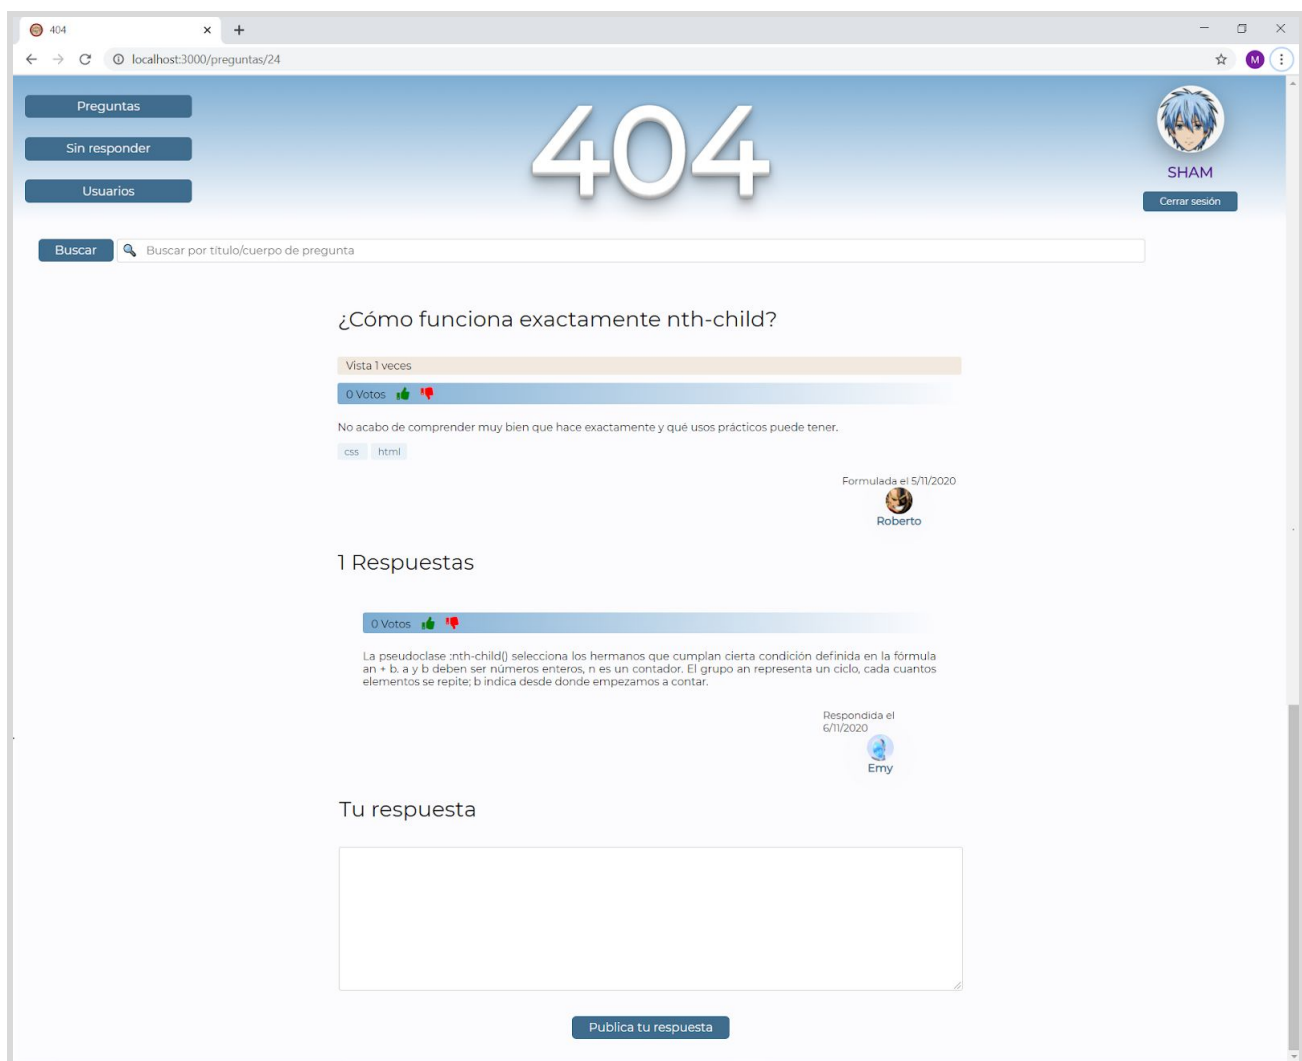 404
localhost:3000/preguntas/24
M
Preguntas
Sin responder
Usuarios
404
SHAM
Cerrar sesión
Buscar
Buscar por título/cuerpo de pregunta
¿Cómo funciona exactamente nth-child?
Vista 1 veces
0 Votos
No acabo de comprender muy bien que hace exactamente y qué usos prácticos puede tener.
css html
Formulada el 5/11/2020
Roberto
1 Respuestas
0 Votos
La pseudoclase :nth-child() selecciona los hermanos que cumplan cierta condición definida en la fórmula
an + b. a y b deben ser números enteros, n es un contador. El grupo an representa un ciclo, cada cuantos
elementos se repite; b indica desde donde empezamos a contar.
Respondida el
6/11/2020
Emy
Tu respuesta
Publica tu respuesta